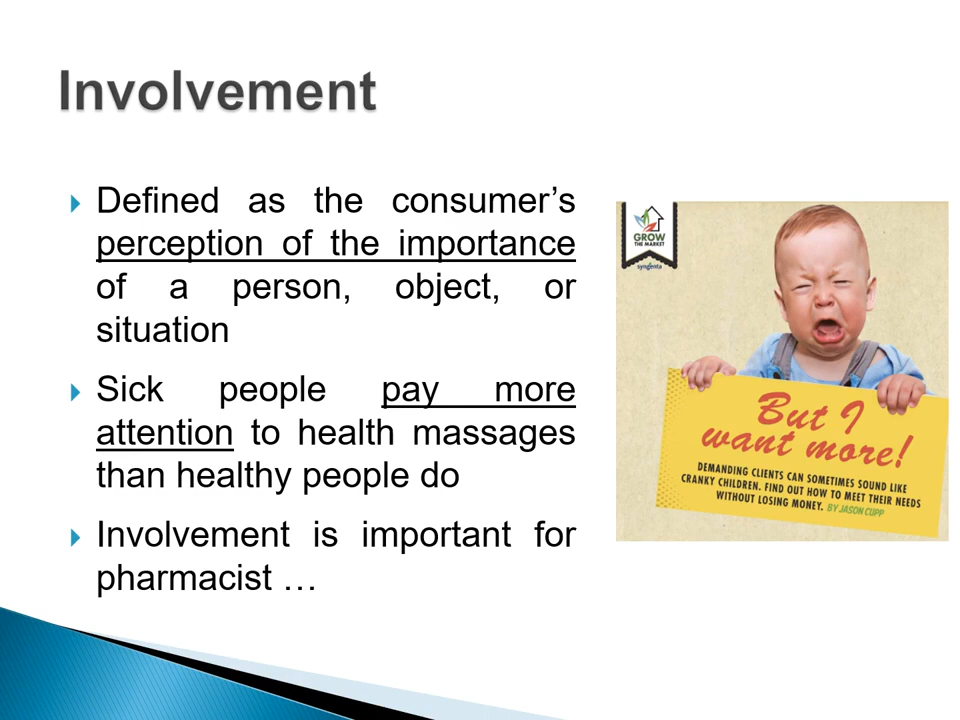 Involvement
Defined as the consumer’s
perception of the importance
of a person, object, or
situation
Sick people pay more
attention to health massages
than healthy people do
Involvement is important for
pharmacist …
GROW
THE MARKET
syngenta
But I
want more!
DEMANDING CLIENTS CAN SOMETIMES SOUND LIKE
CRANKY CHILDREN. FIND OUT HOW TO MEET THEIR NEEDS
WITHOUT LOSING MONEY. BY JASON CUPP